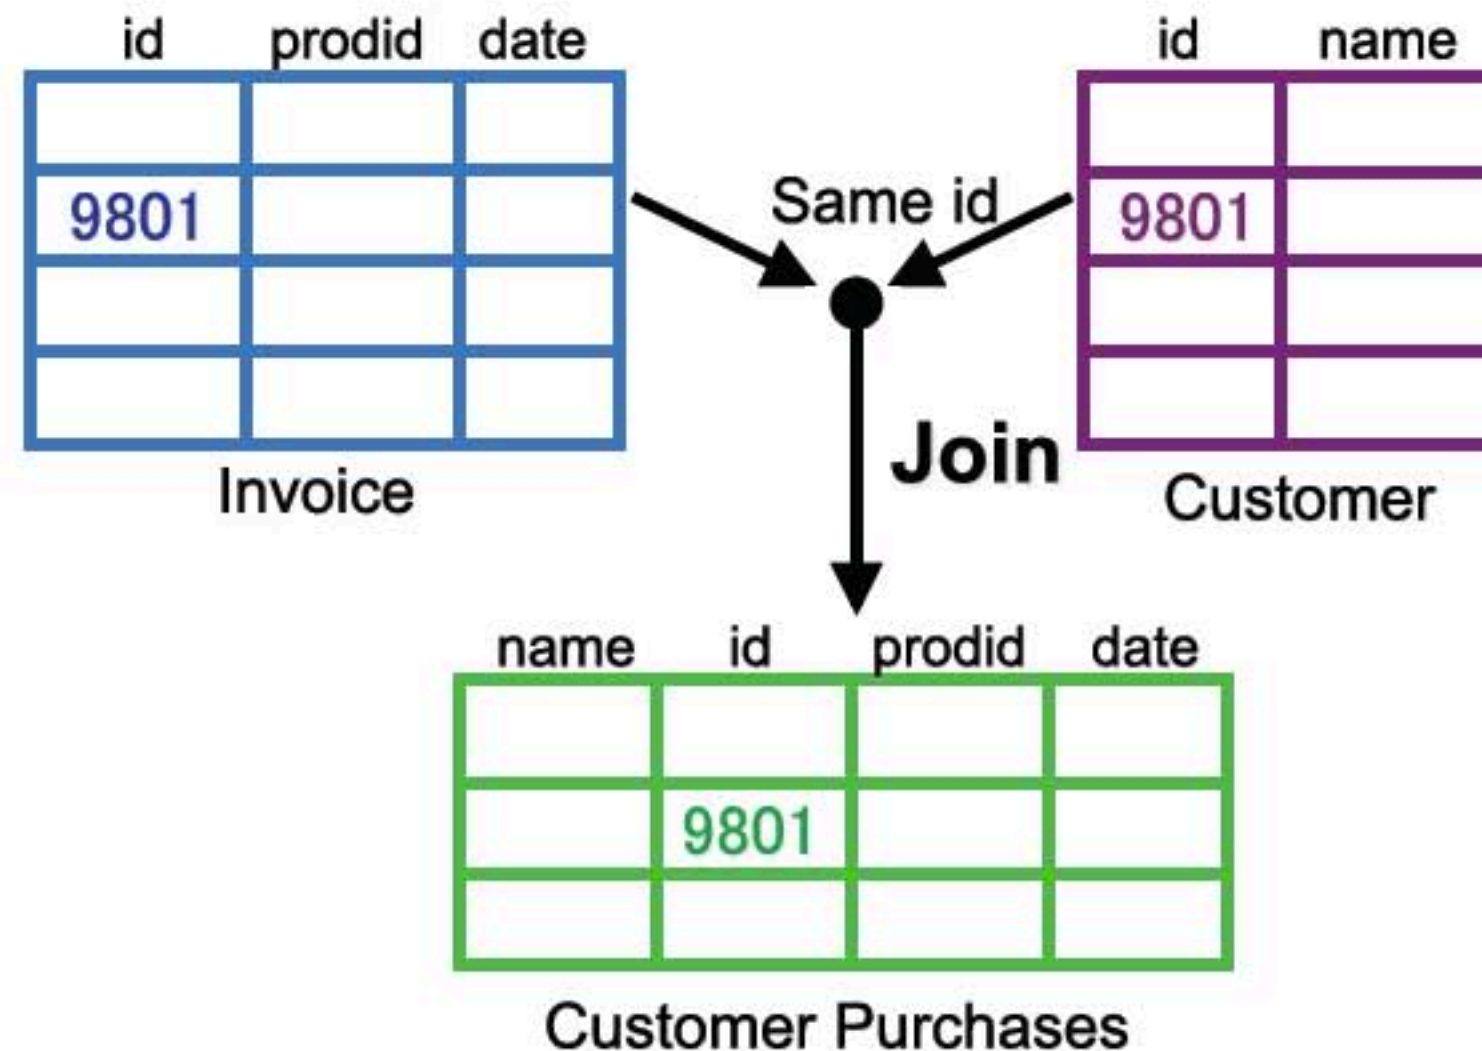 id prodid date
id name
9801
Same id
9801
Join
Invoice
Customer
name id prodid date
9801
Customer Purchases